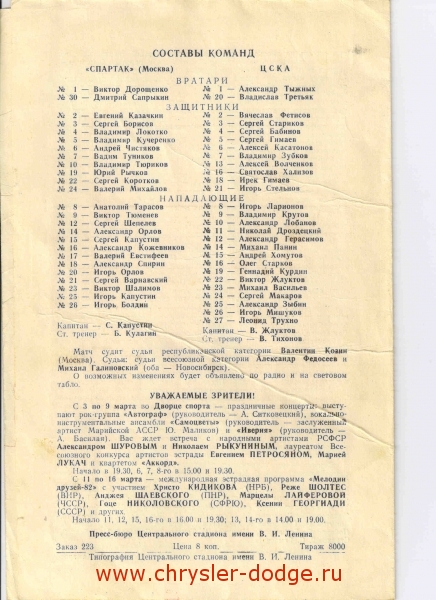 СОСТАВЫ КОМАНД
«СПАРТАК» (Москва) ЦСКА
ВРАТАРИ
№ 1 — Виктор Дорощенко № 1 — Александр Тыжных
№ 30 — Дмитрий Сапрыкин № 20 — Владислав Третьяк
ЗАЩИТНИКИ
№ 2 — Евгений Казачкин № 2 — Вячеслав Фетисов
№ 3 — Сергей Борисов № 3 — Сергей Стариков
№ 4 — Владимир Локотко № 4 — Сергей Бабинов
№ 5 — Владимир Кучеренко № 5 — Сергей Гимаев
№ 6 — Андрей Чистяков № 6 — Алексей Касатонов
№ 7 — Вадим Туников № 7 — Владимир Зубков
№ 10 — Владимир Тюриков № 13 — Алексей Волченков
№ 19 — Юрий Рычков № 16 — Святослав Хализов
№ 22 — Сергей Коротков № 18 — Ирек Гимаев
№ 24 — Валерий Михайлов № 21 — Игорь Стельнов
НАПАДАЮЩИЕ
№ 8 — Анатолий Тарасов № 8 — Игорь Ларионов
№ 9 — Виктор Тюменев № 9 — Владимир Крутов
№ 12 — Сергей Шепелев № 10 — Александр Лобанов
№ 14 — Александр Орлов № 11 — Николай Дроздецкий
№ 15 — Сергей Капустин № 12 — Александр Герасимов
№ 16 — Александр Кожевников № 14 — Михаил Панин
№ 17 — Валерий Евстифеев № 15 — Андрей Хомутов
№ 18 — Александр Спирин № 16 — Олег Старков
№ 20 — Игорь Орлов № 19 — Геннадий Курдин
№ 21 — Сергей Варнавский № 22 — Виктор Жлуктов
№ 23 — Виктор Шалимов № 23 — Михаил Васильев
№ 25 — Игорь Капустин № 24 — Сергей Макаров
№ 26 — Игорь Болдин № 25 — Александр Зыбин
№ 26 — Игорь Мишуков
№ 27 — Леонид Трухно
Капитан — С. Капустин Капитан — В. Жлуктов
Ст. тренер — Б. Кулагин Ст. тренер — В. Тихонов
Матч судят судьи республиканской категории Валентин Козин
(Москва). Судьи: судьи всесоюзной категории Александр Федосеев и
Михаил Галиновский (оба — Новосибирск).
О возможных изменениях будет объявлено по радио и на световом
табло.
УВАЖАЕМЫЕ ЗРИТЕЛИ!
С 3 по 9 марта во Дворце спорта — праздничные концерты: высту-
пают рок-группа «Автограф» (руководитель — А. Ситковецкий), вокально-
инструментальные ансамбли «Самоцветы» (руководитель — заслуженный
артист Марийской АССР Ю. Маликов) и «Иверия» (руководитель —
А. Басилая). Вас ждет встреча с народными артистами РСФСР
Александром ШУРОВЫМ и Николаем РЫКУНИНЫМ, лауреатом Все-
союзного конкурса артистов эстрады Евгением ПЕТРОСЯНОМ, Марией
ЛУКАЧ и квартетом «Аккорд».
Начало в 19.30, 6, 7, 8-го в 15.00 и 19.30.
С 11 по 16 марта — международная эстрадная программа «Мелодии
друзей-82» с участием Христо КИДИКОВА (НРБ), Реже ШОЛТЕС
(ВНР), Анджея ШАЕВСКОГО (ПНР), Марцелы ЛАЙФЕРОВОЙ
(ЧССР), Гоце НИКОЛОВСКОГО (СФРЮ), Ксении ГЕОРГИАДИ
(СССР) и других.
Начало 11, 12, 15, 16-го в 16.00 и 19.30; 13, 14-го в 14.00 и 19.00.
Пресс-бюро Центрального стадиона имени В. И. Ленина
Заказ 223 Цена 8 коп. Тираж 8000
Типография Центрального стадиона имени В. И. Ленина
www.chrysler-dodge.ru